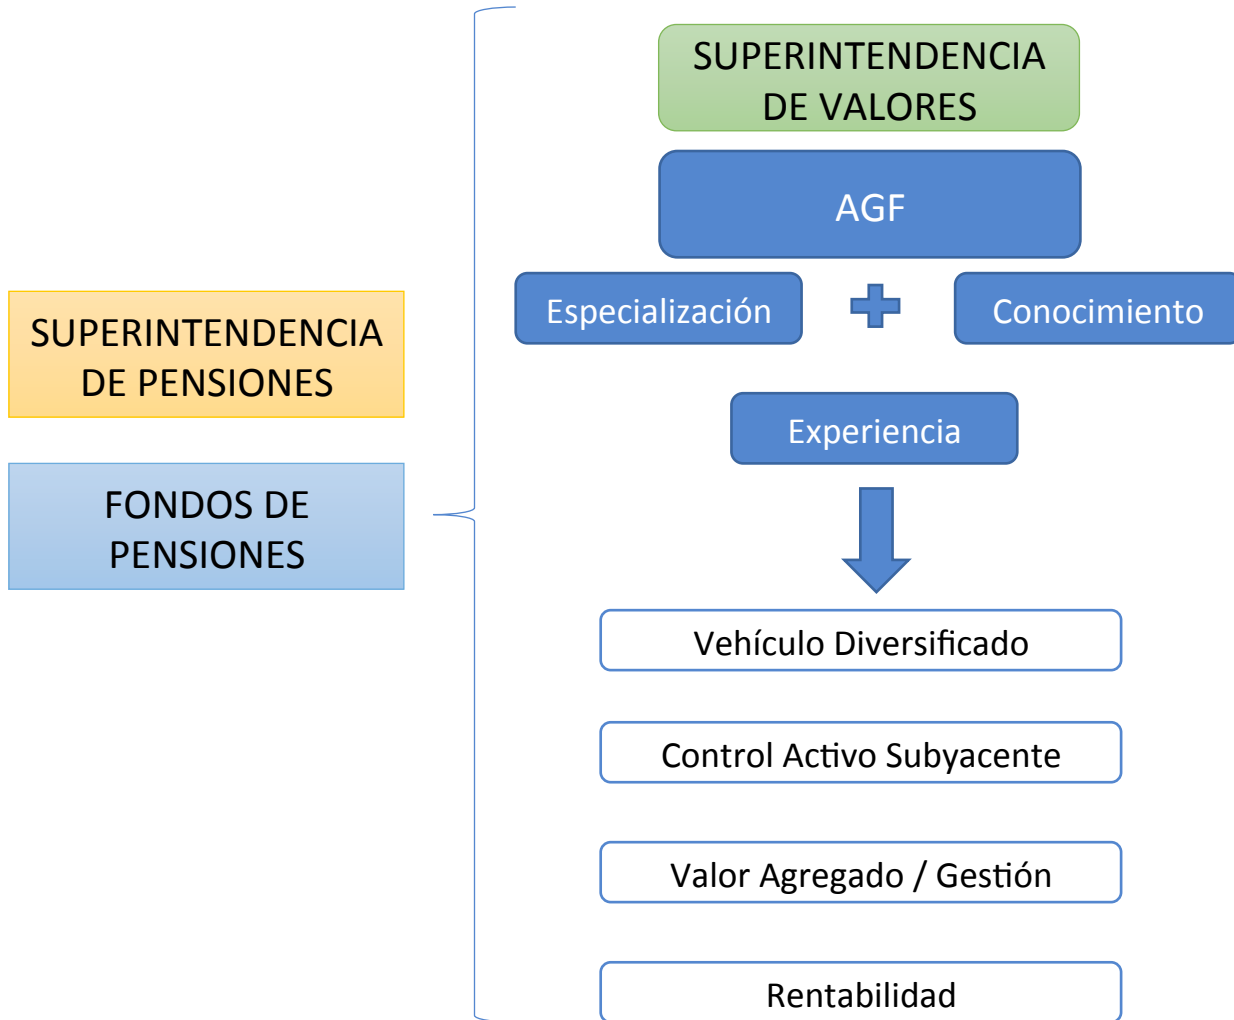 SUPERINTENDENCIA
DE PENSIONES
FONDOS DE
PENSIONES
SUPERINTENDENCIA
DE VALORES
AGF
Especialización
Conocimiento
Experiencia
Vehículo Diversificado
Control Activo Subyacente
Valor Agregado / Gestión
Rentabilidad